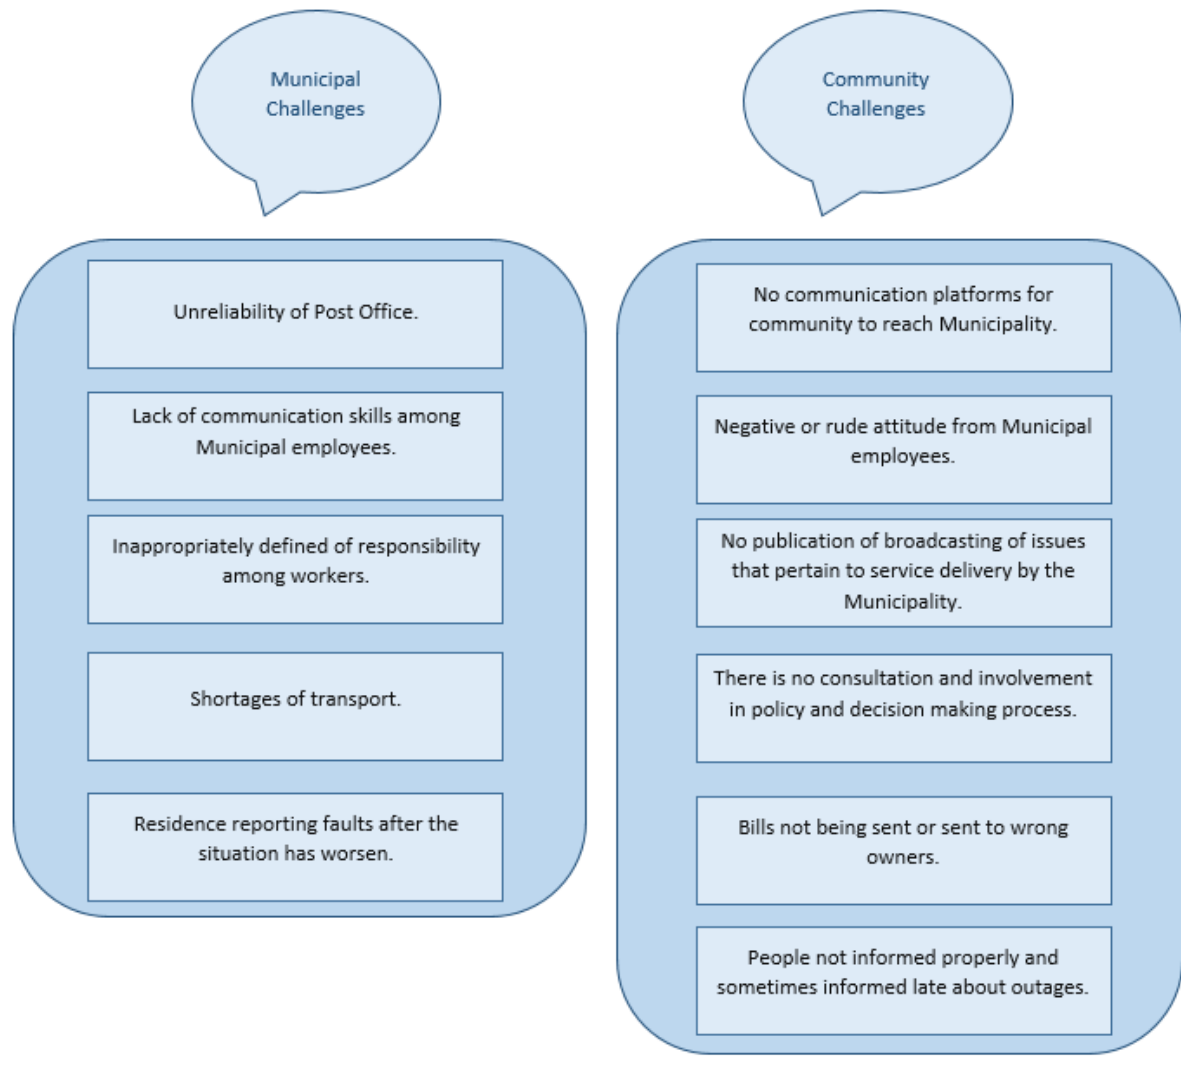 Municipal
Challenges
Unreliability of Post Office.
Lack of communication skills among
Municipal employees.
Inappropriately defined of responsibility
among workers.
Shortages of transport.
Residence reporting faults after the
situation has worsen.
Community
Challenges
No communication platforms for
community to reach Municipality.
Negative or rude attitude from Municipal
employees.
No publication of broadcasting of issues
that pertain to service delivery by the
Municipality.
There is no consultation and involvement
in policy and decision making process.
Bills not being sent or sent to wrong
owners.
People not informed properly and
sometimes informed late about outages.